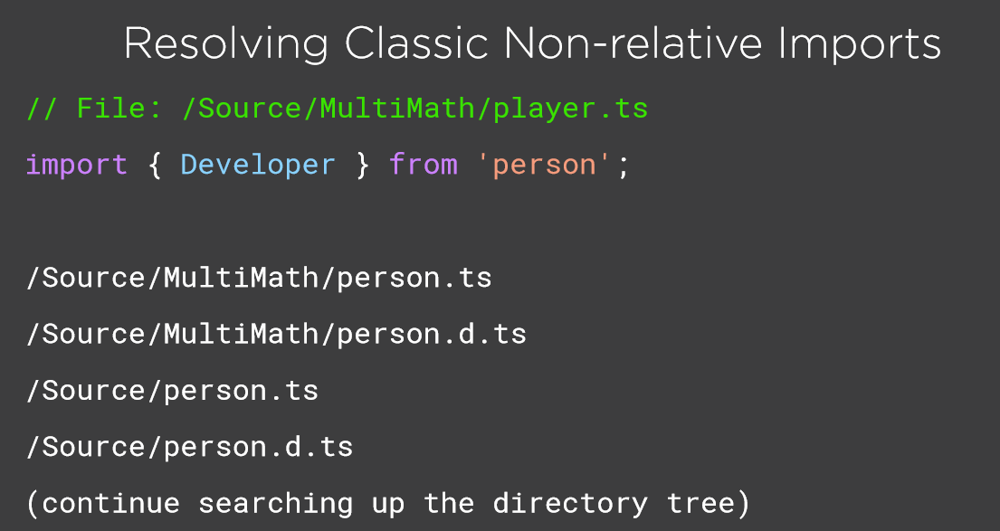 Resolving Classic Non-relative Imports
// File: /Source/MultiMath/player.ts
import { Developer } from 'person';
/Source/MultiMath/person.ts
/Source/MultiMath/person.d.ts
/Source/person.ts
/Source/person.d.ts
(continue searching up the directory tree)